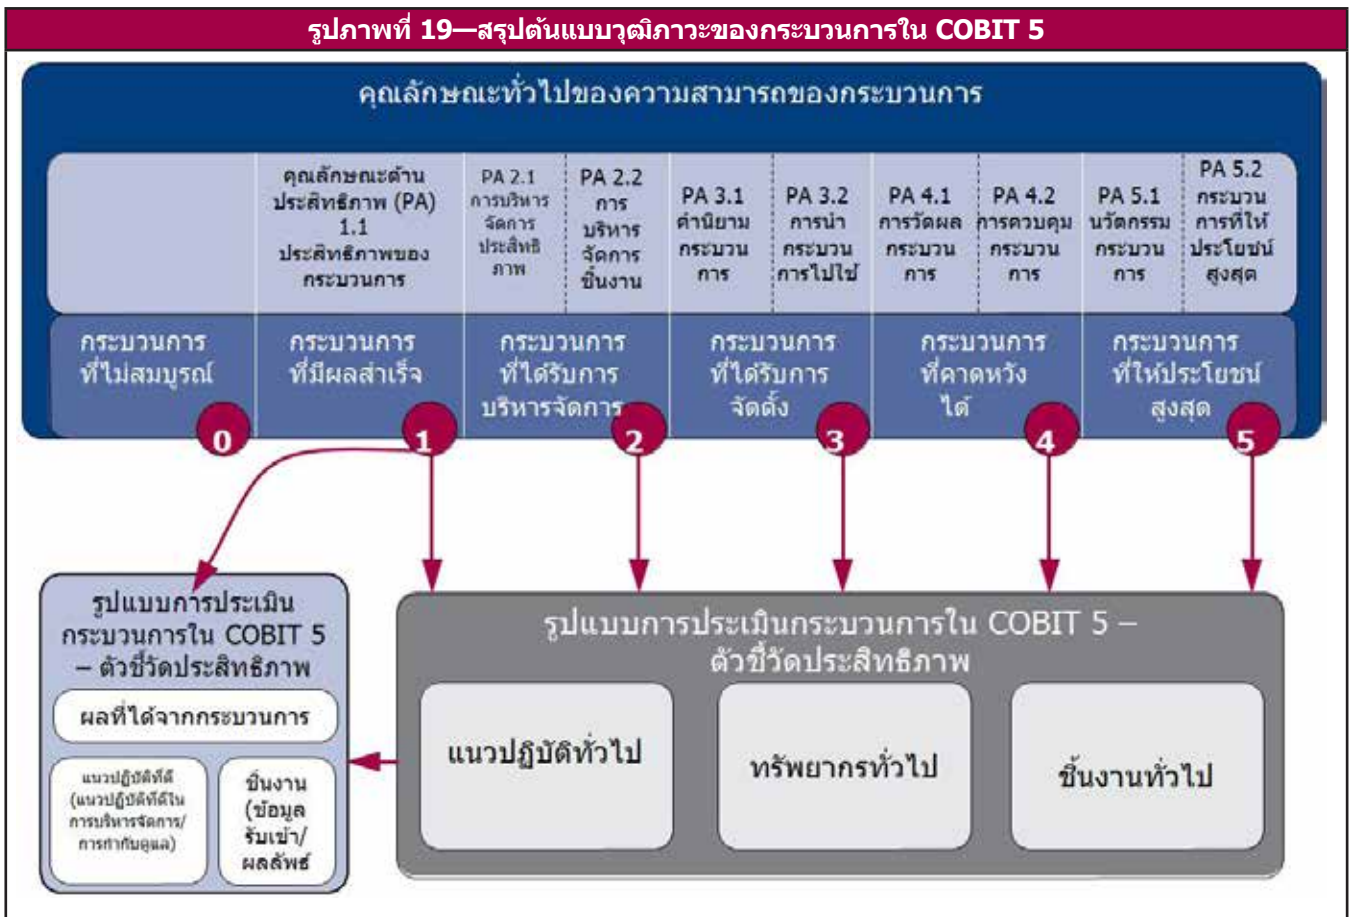 รูปภาพที่ 19—สรุปต้นแบบวุฒิภาวะของกระบวนการใน COBIT 5
คุณลักษณะทั่วไปของความสามารถของกระบวนการ
คุณลักษณะด้าน
ประสิทธิภาพ (PA)
1.1
ประสิทธิภาพของ
กระบวนการ
PA 2.1
การบริหาร
จัดการ
ประสิทธิ
ภาพ
PA 2.2
การ
บริหาร
จัดการ
ชิ้นงาน
PA 3.1
คำนิยาม
กระบวน
การ
PA 3.2
การนำ
กระบวน
การไปใช้
PA 4.1
การวัดผล
กระบวน
การ
PA 4.2
การควบคุม
กระบวน
การ
PA 5.1
นวัตกรรม
กระบวน
การ
PA 5.2
กระบวน
การที่ให้
ประโยชน์
สูงสุด
กระบวนการ
ที่ไม่สมบูรณ์
0
กระบวนการ
ที่มีผลสำเร็จ
1
กระบวนการ
ที่ได้รับการ
บริหารจัดการ
2
กระบวนการ
ที่ได้รับการ
จัดตั้ง
3
กระบวนการ
ที่คาดหวัง
ได้
4
กระบวนการ
ที่ให้ประโยชน์
สูงสุด
5
รูปแบบการประเมิน
กระบวนการใน COBIT 5
– ตัวชี้วัดประสิทธิภาพ
ผลที่ได้จากกระบวนการ
แนวปฏิบัติที่ดี
(แนวปฏิบัติที่ดีใน
การบริหารจัดการ/
การกำกับดูแล)
ชิ้นงาน
(ข้อมูล
รับเข้า/
ผลลัพธ์
รูปแบบการประเมินกระบวนการใน COBIT 5 –
ตัวชี้วัดประสิทธิภาพ
แนวปฏิบัติทั่วไป
ทรัพยากรทั่วไป
ชิ้นงานทั่วไป